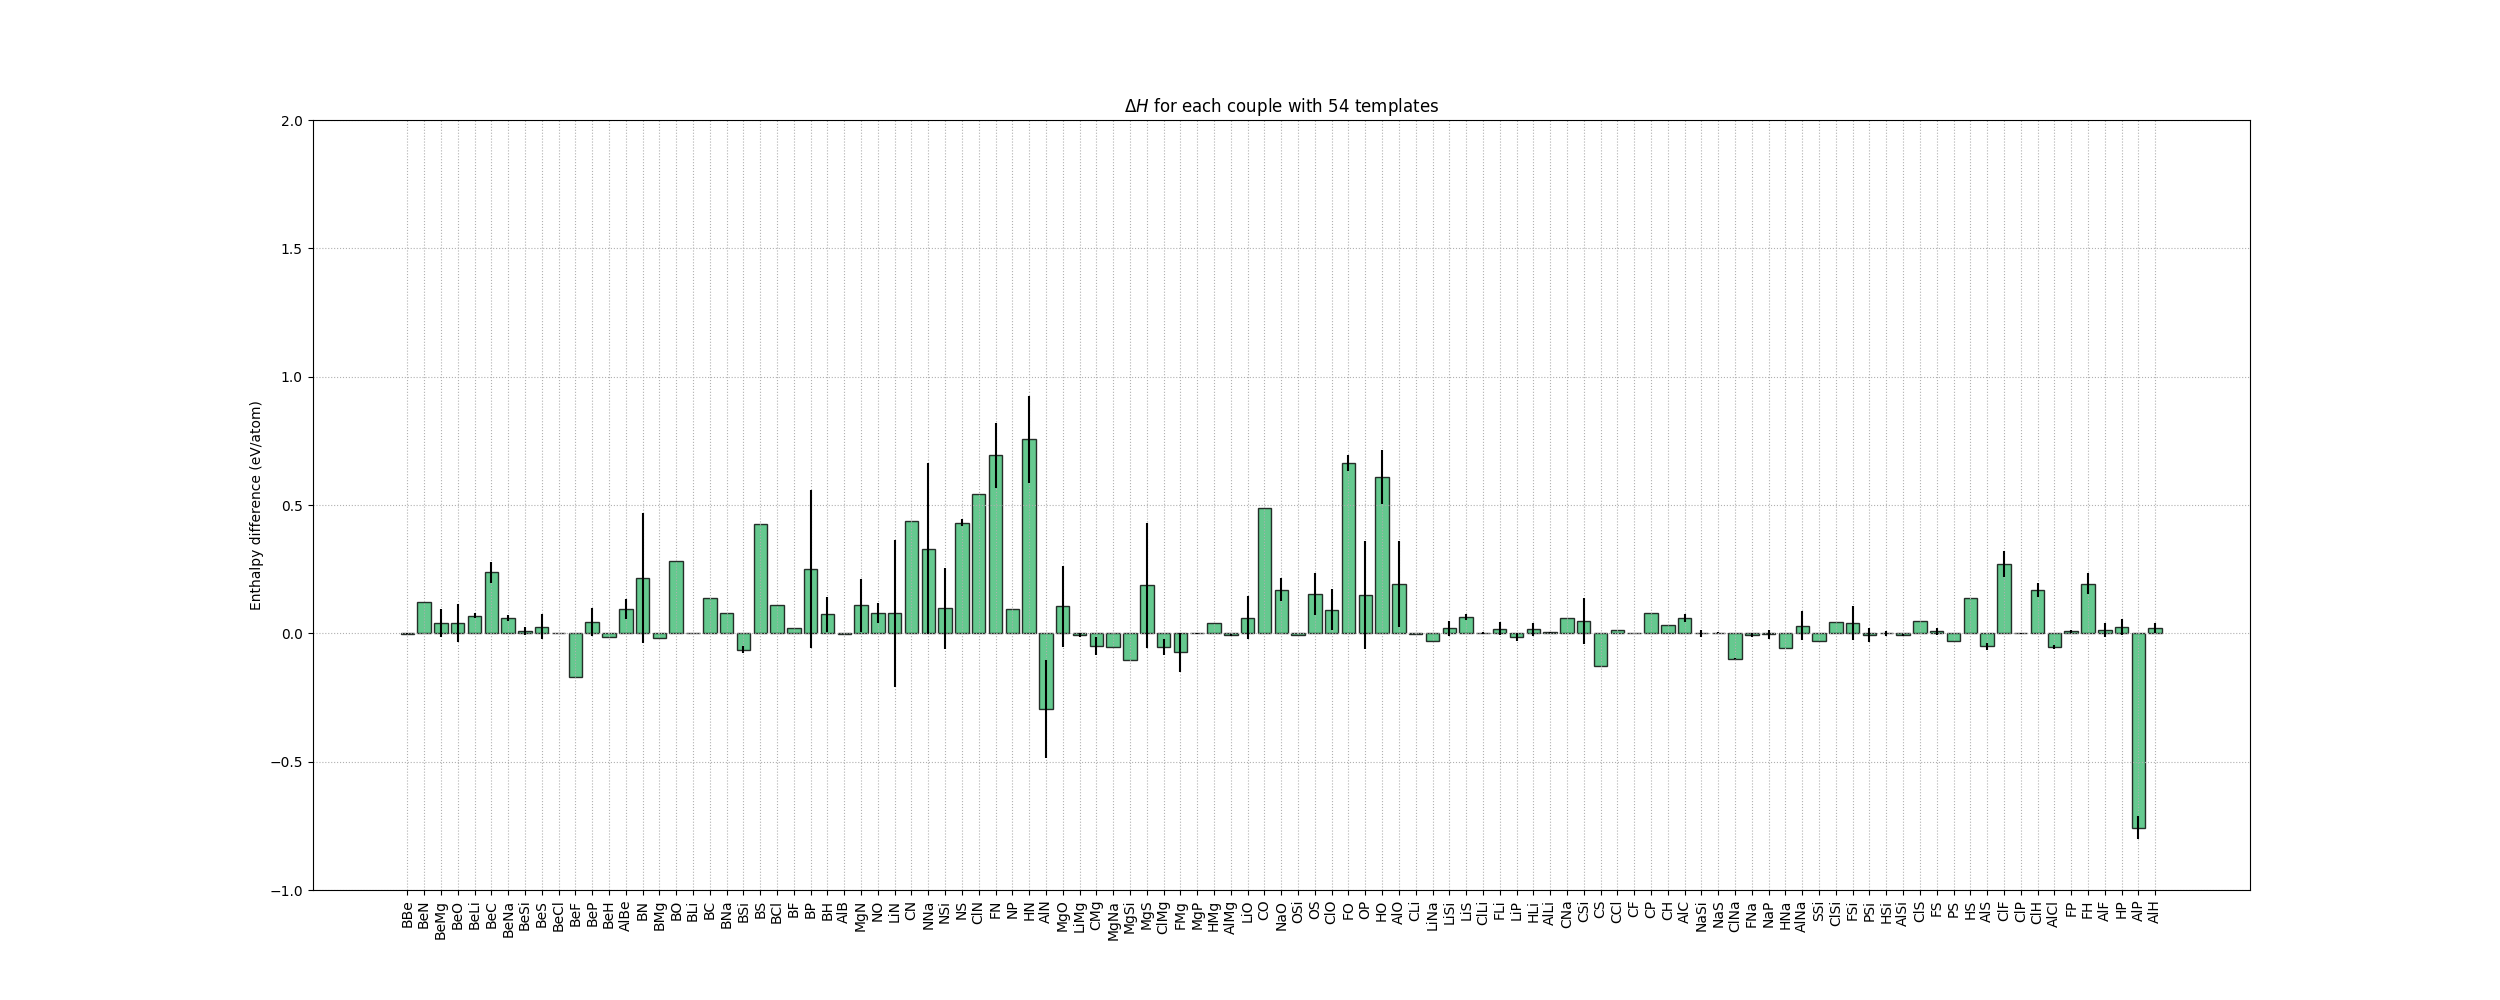 ΔH for each couple with 54 templates
2.0
1.5
1.0
0.5
0.0
−0.5
−1.0
Enthalpy difference (eV/atom)
BBe
BeN
BeMg
BeO
BeLi
BeC
BeNa
BeSi
BeS
BeCl
BeF
BeP
BeH
AlBe
BN
BMg
BO
BLi
BC
BNa
BSi
BS
BCl
BF
BP
BH
AlB
MgN
NO
LiN
CN
NNa
NSi
NS
ClN
FN
NP
HN
AlN
MgO
LiMg
CMg
MgNa
MgSi
MgS
ClMg
FMg
MgP
HMg
AlMg
LiO
CO
NaO
OSi
OS
ClO
FO
OP
HO
AlO
CLi
LiNa
LiSi
LiS
ClLi
FLi
LiP
HLi
AlLi
CNa
CSi
CS
CCl
CF
CP
CH
AlC
NaSi
NaS
ClNa
FNa
NaP
HNa
AlNa
SSi
ClSi
FSi
PSi
HSi
AlSi
ClS
FS
PS
HS
AlS
ClF
ClP
ClH
AlCl
FP
FH
AlF
HP
AlP
AlH